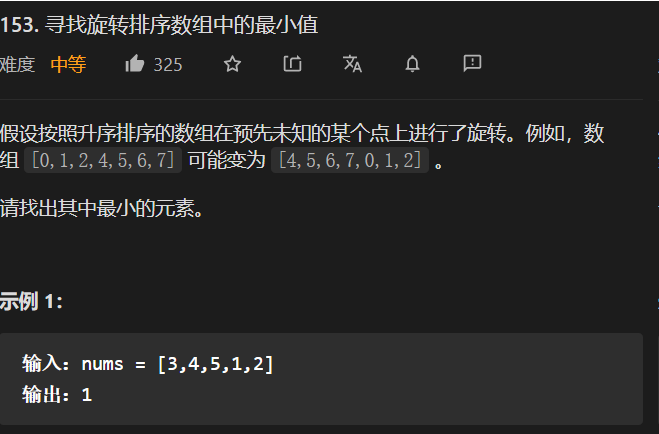 153. 寻找旋转排序数组中的最小值
难度 中等 325
假设按照升序排序的数组在预先未知的某个点上进行了旋转。例如，数
组 [0,1,2,4,5,6,7] 可能变为 [4,5,6,7,0,1,2] 。
请找出其中最小的元素。
示例 1：
输入：nums = [3,4,5,1,2]
输出：1